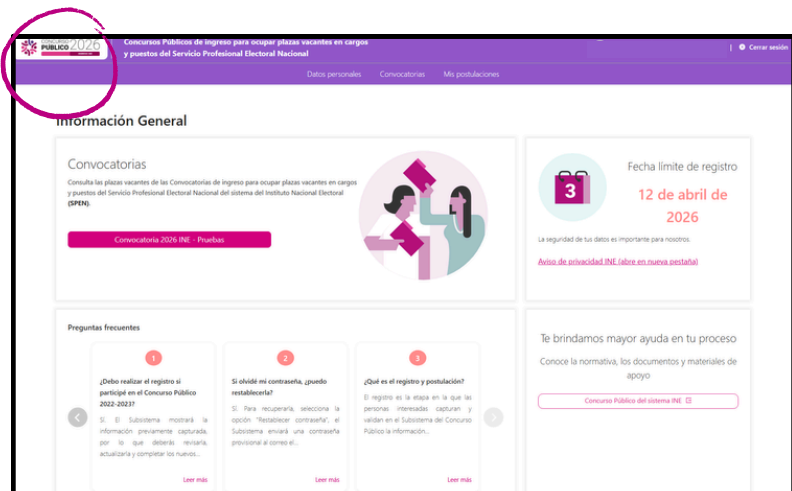 CONCURSO
PÚBLICO 2026
Concursos Públicos de ingreso para ocupar plazas vacantes en cargos
y puestos del Servicio Profesional Electoral Nacional
| Cerrar sesión
Datos personales Convocatorias Mis postulaciones
Información General
Convocatorias
Consulta las plazas vacantes de las Convocatorias de ingreso para ocupar plazas vacantes en cargos
y puestos del Servicio Profesional Electoral Nacional del sistema del Instituto Nacional Electoral
(SPEN).
Convocatoria 2026 INE - Pruebas
3
Fecha límite de registro
12 de abril de
2026
La seguridad de tus datos es importante para nosotros.
Aviso de privacidad INE (abre en nueva pestaña)
Preguntas frecuentes
1
¿Debo realizar el registro si
participé en el Concurso Público
2022-2023?
Sí. El Subsistema mostrará la
información previamente capturada,
por lo que deberás revisarla,
actualizarla y completar los nuevos...
Leer más
2
Si olvidé mi contraseña, ¿puedo
restablecerla?
Sí. Para recuperarla, selecciona la
opción "Restablecer contraseña", el
Subsistema enviará una contraseña
provisional al correo el...
Leer más
3
¿Qué es el registro y postulación?
El registro es la etapa en la que las
personas interesadas capturan y
validan en el Subsistema del Concurso
Público la información...
Leer más
Te brindamos mayor ayuda en tu proceso
Conoce la normativa, los documentos y materiales de
apoyo
Concurso Público del sistema INE